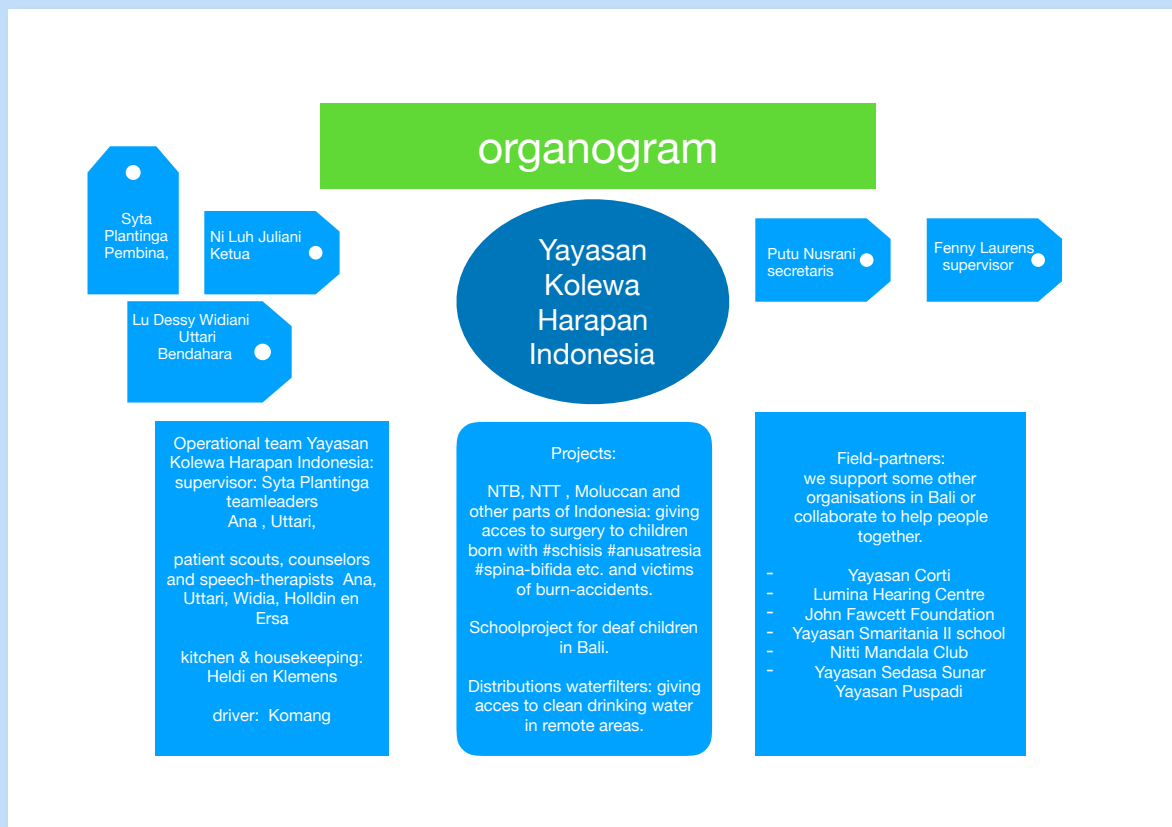 organogram
Syta
Plantinga
Pembina,
Ni Luh Juliani
Ketua
Lu Dessy Widiani
Uttari
Bendahara
Yayasan
Kolewa
Harapan
Indonesia
Putu Nusrani
secretaris
Fenny Laurens
supervisor
Operational team Yayasan
Kolewa Harapan Indonesia:
supervisor: Syta Plantinga
teamleaders
Ana , Uttari,
patient scouts, counselors
and speech-therapists  Ana,
Uttari, Widia, Holldin en
Ersa
kitchen & housekeeping:
Heldi en Klemens
driver:  Komang
Projects:
NTB, NTT , Moluccan and
other parts of Indonesia: giving
acces to surgery to children
born with #schisis #anusatresia
#spina-bifida etc. and victims
of burn-accidents.
Schoolproject for deaf children
in Bali.
Distributions waterfilters: giving
acces to clean drinking water
in remote areas.
Field-partners:
we support some other
organisations in Bali or
collaborate to help people
together.
- Yayasan Corti
- Lumina Hearing Centre
- John Fawcett Foundation
- Yayasan Smaritania II school
- Nitti Mandala Club
- Yayasan Sedasa Sunar
Yayasan Puspadi